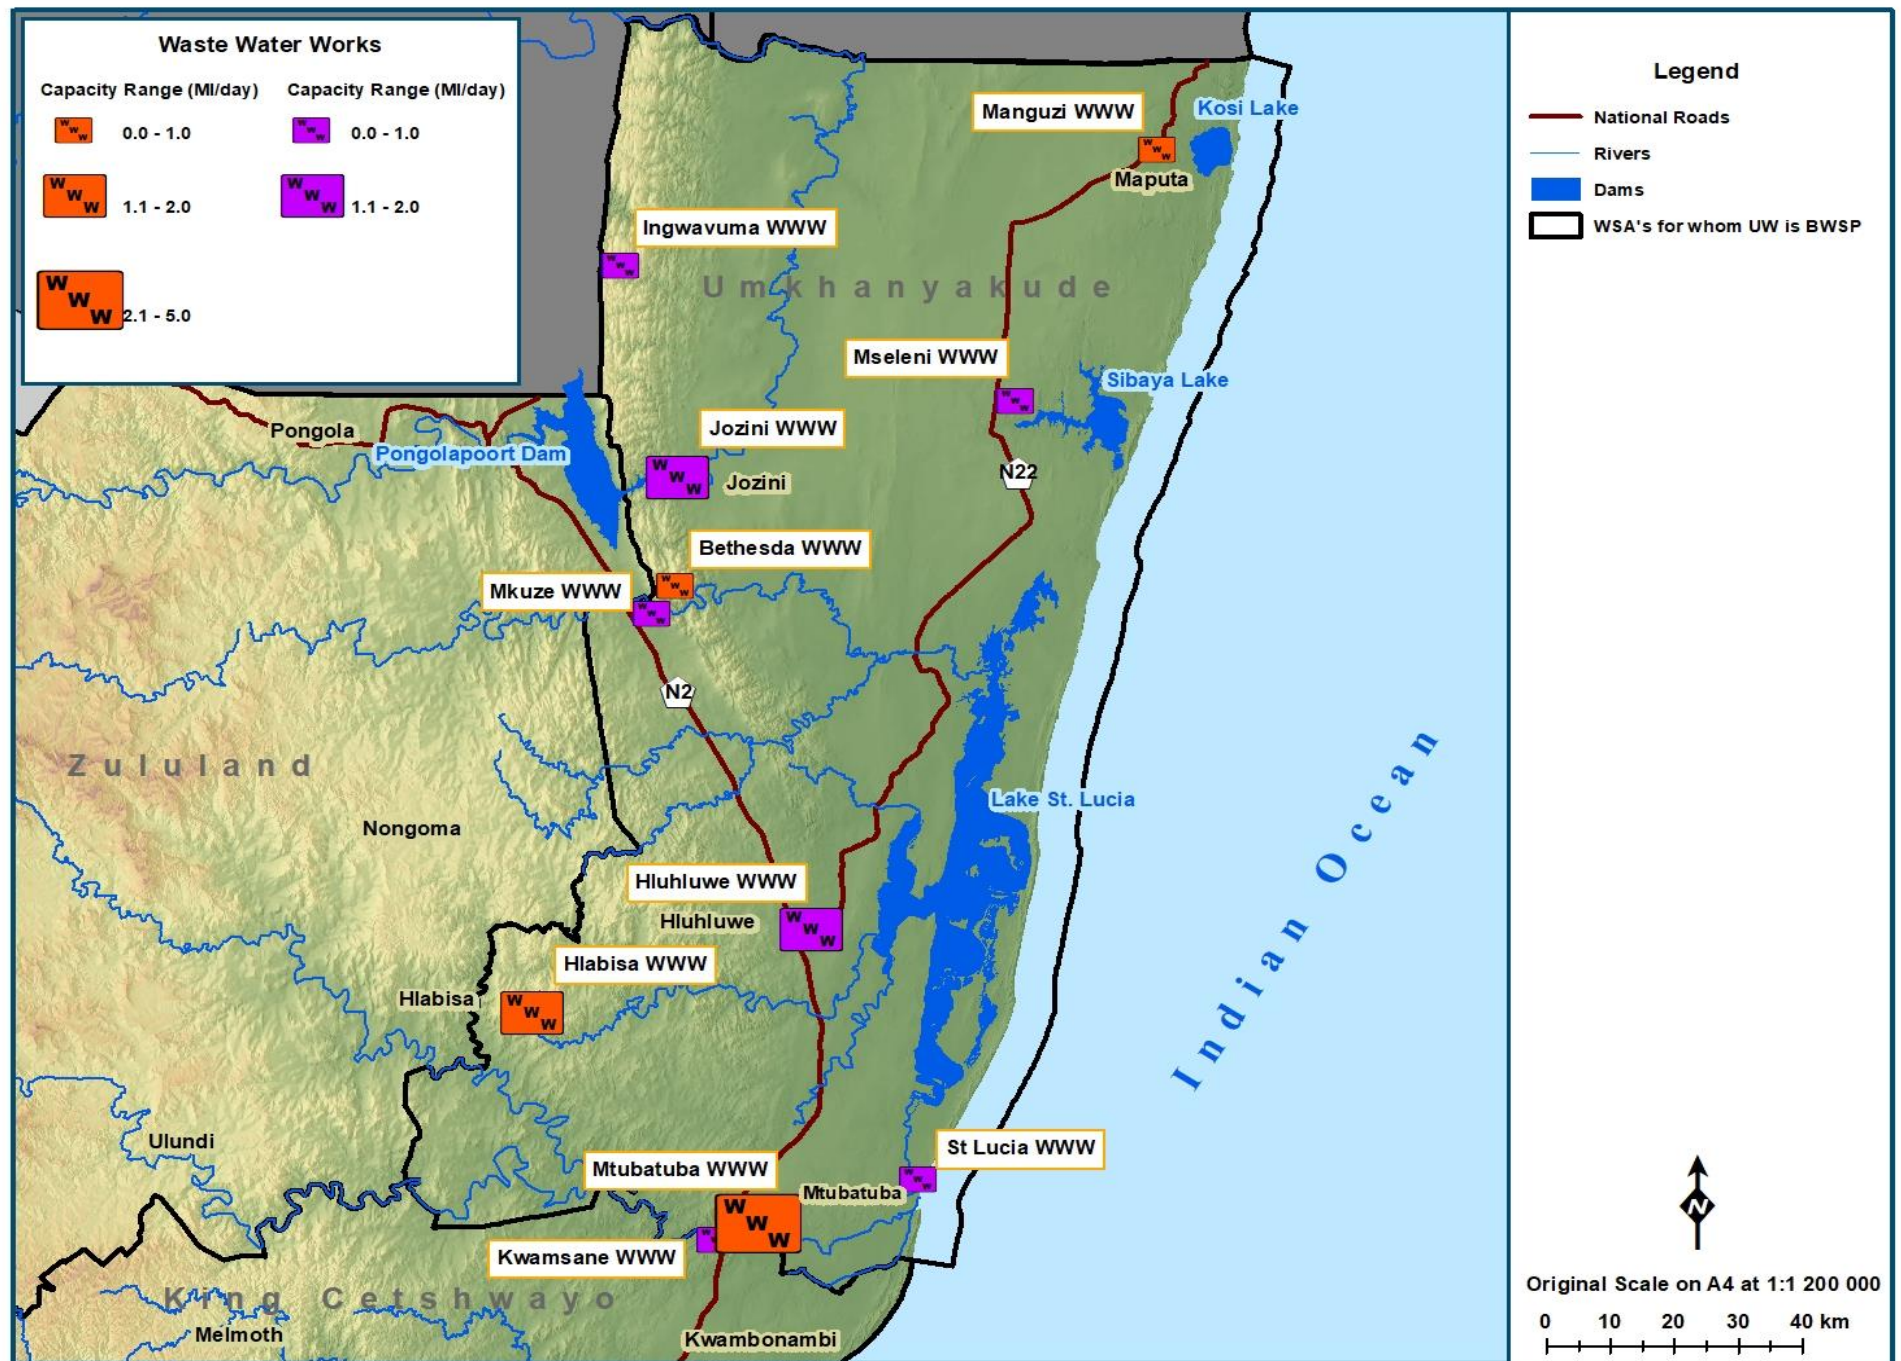 Waste Water Works
Capacity Range (Ml/day) Capacity Range (Ml/day)
W W W 0.0 - 1.0 W W W 0.0 - 1.0
W W W 1.1 - 2.0 W W W 1.1 - 2.0
W W W 2.1 - 5.0
Legend
National Roads
Rivers
Dams
WSA's for whom UW is BWSP
Manguzi WWW
Kosi Lake
W W W
Maputa
Ingwavuma WWW
W W W
Umkhanyakude
Mseleni WWW
Sibaya Lake
W W W
Pongola
Jozini WWW
Pongolapoort Dam
N22
W W W
Jozini
Bethesda WWW
W W W
Mkuze WWW
W W W
N2
Zululand
Indian Ocean
Lake St. Lucia
Nongoma
Hluhluwe WWW
Hluhluwe
W W W
Hlabisa WWW
Hlabisa
W W W
Ulundi
St Lucia WWW
Mtubatuba WWW
W W W
Mtubatuba
W W W
Kwamsane WWW
W
King Cetshwayo
Melmoth
Kwambonambi
N
Original Scale on A4 at 1:1 200 000
0 10 20 30 40 km